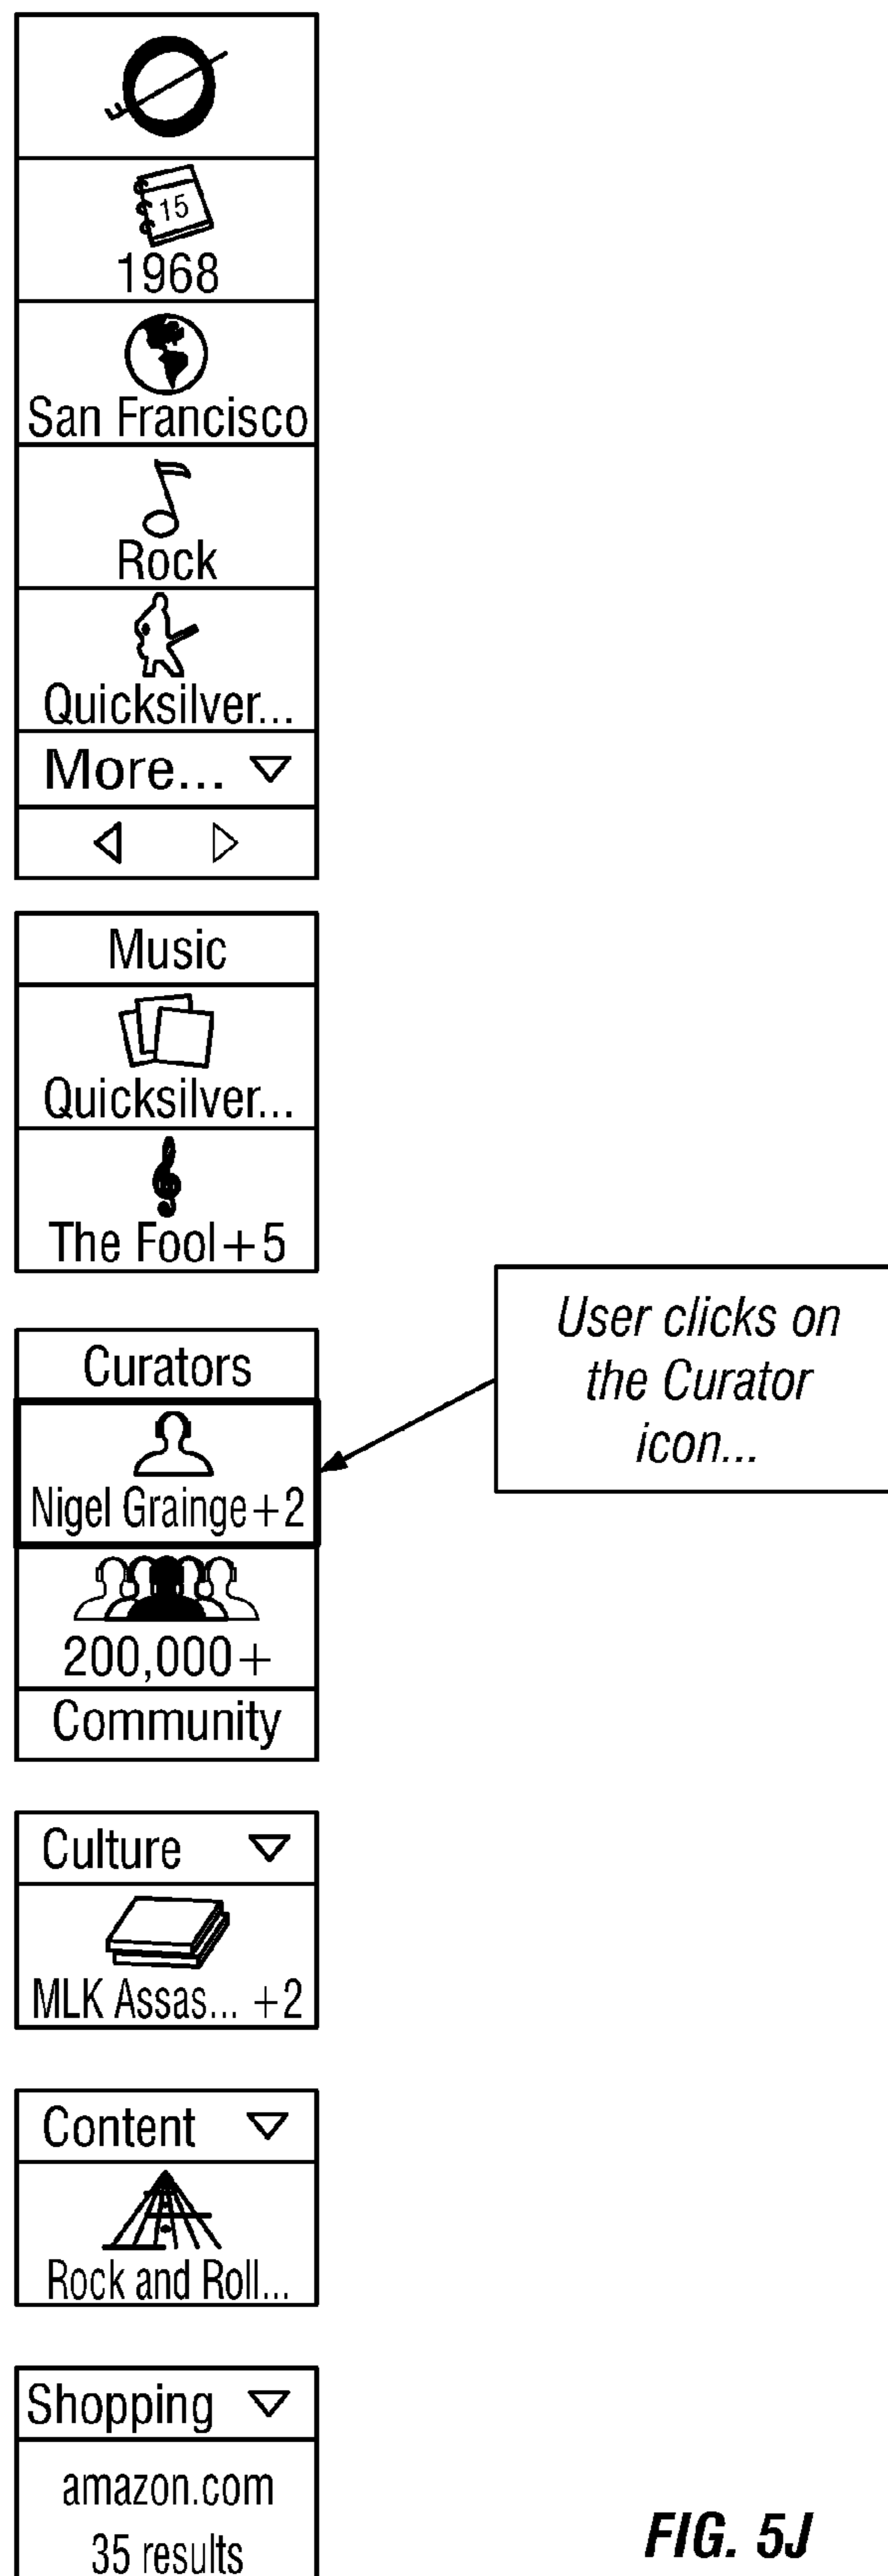 15
1968
San Francisco
Rock
Quicksilver...
More...
Music
Quicksilver...
The Fool+5
Curators
Nigel Grainge+2
200,000+
Community
User clicks on
the Curator
icon...
Culture
MLK Assas... +2
Content
Rock and Roll...
Shopping
amazon.com
35 results
FIG. 5J